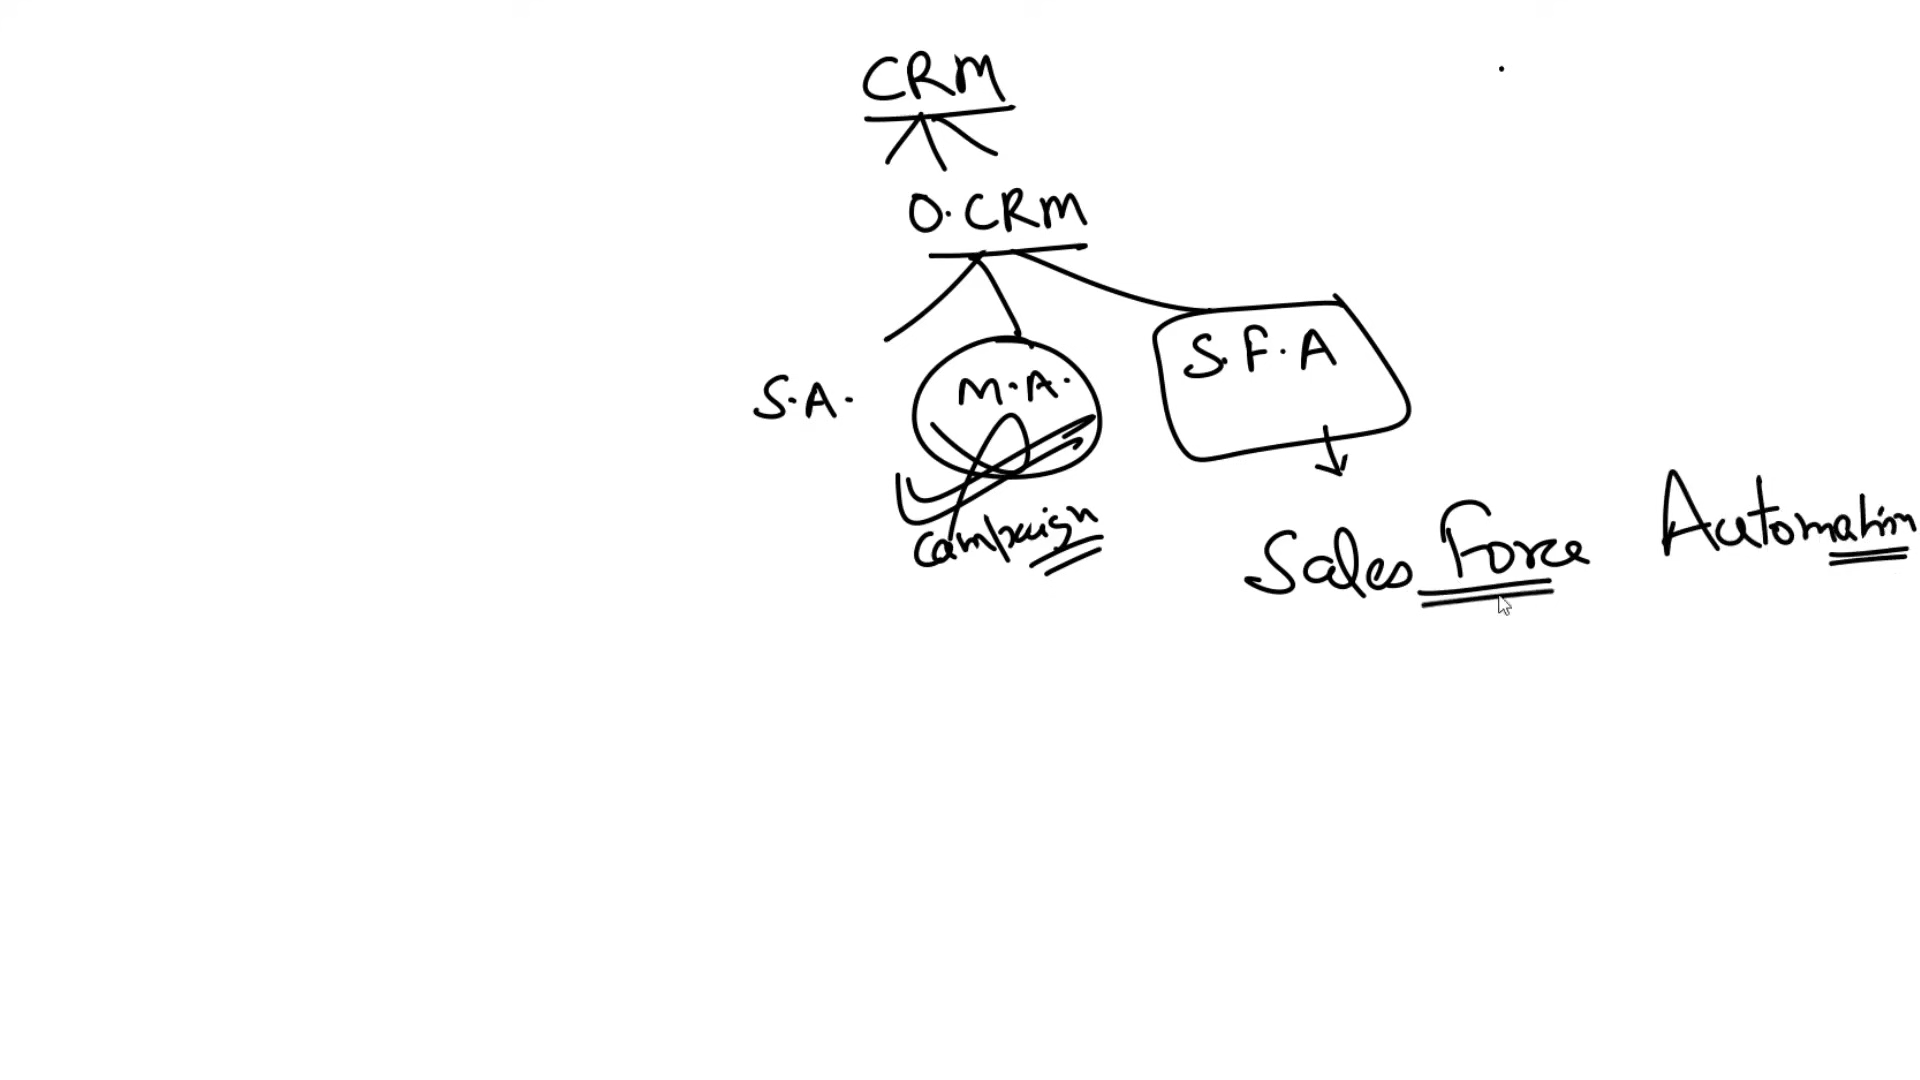 CRM
O.CRM
S.A.
M.A.
S.F.A
Campaign
Sales Force Automation